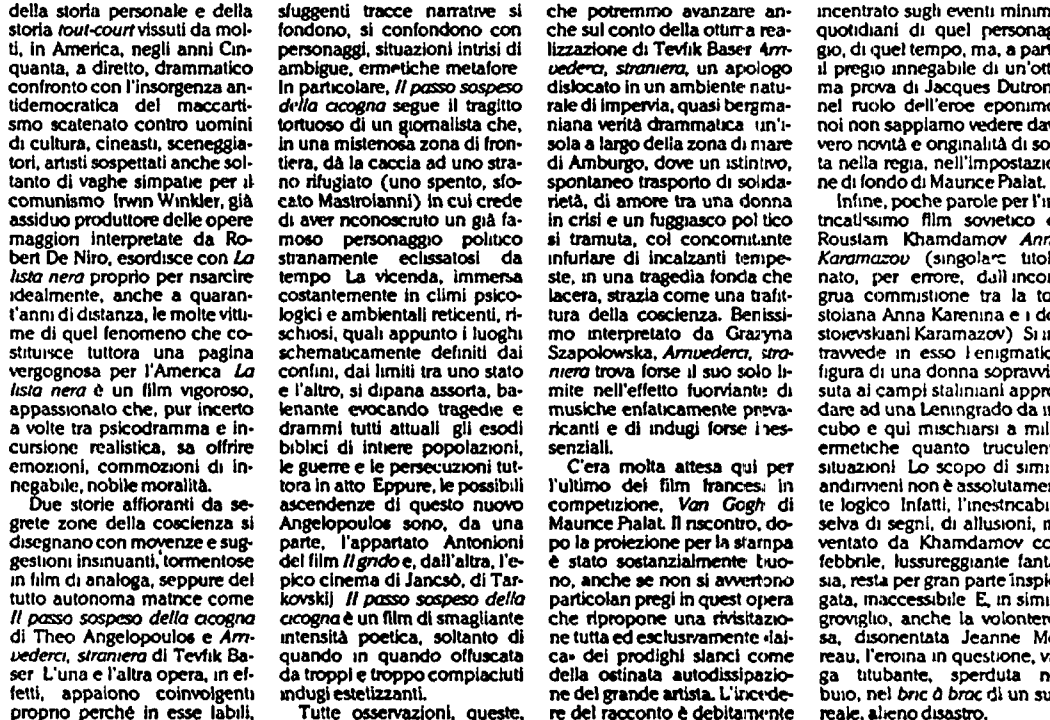 della storia personale e della
storia tout-court vissuti da mol-
ti, in America, negli anni Cin-
quanta, a diretto, drammatico
confronto con l'insorgenza an-
tidemocratica del maccarti-
smo scatenato contro uomini
di cultura, cineasti, sceneggia-
tori, artisti sospettati anche sol-
tanto di vaghe simpatie per il
comunismo Irwin Winkler, già
assiduo produttore delle opere
maggiori interpretate da Ro-
bert De Niro, esordisce con La
lista nera proprio per risarcire
idealmente, anche a quaran-
t'anni di distanza, le molte vitti-
me di quel fenomeno che co-
stituisce tuttora una pagina
vergognosa per l'America La
lista nera è un film vigoroso,
appassionato che, pur incerto
a volte tra psicodramma e in-
cursione realistica, sa offrire
emozioni, commozioni di in-
negabile, nobile moralità.
Due storie affioranti da se-
grete zone della coscienza si
disegnano con movenze e sug-
gestioni insinuanti, tormentose
in film di analoga, seppure del
tutto autonoma matrice come
Il passo sospeso della cicogna
di Theo Angelopoulos e Arri-
vederci, straniera di Tevfik Ba-
ser L'una e l'altra opera, in ef-
fetti, appaiono coinvolgenti
proprio perché in esse labili,
sfuggenti tracce narrative si
fondono, si confondono con
personaggi, situazioni intrisi di
ambigue, ermetiche metafore
In particolare, Il passo sospeso
della cicogna segue il tragitto
tortuoso di un giornalista che,
in una misteriosa zona di fron-
tiera, dà la caccia ad uno stra-
no rifugiato (uno spento, sfo-
cato Mastroianni) in cui crede
di aver riconosciuto un già fa-
moso personaggio politico
stranamente eclissatosi da
tempo La vicenda, immersa
costantemente in climi psico-
logici e ambientali reticenti, ri-
schiosi, quali appunto i luoghi
schematicamente definiti dai
confini, dai limiti tra uno stato
e l'altro, si dipana assorta, ba-
lenante evocando tragedie e
drammi tutti attuali gli esodi
biblici di intiere popolazioni,
le guerre e le persecuzioni tut-
tora in atto Eppure, le possibili
ascendenze di questo nuovo
Angelopoulos sono, da una
parte, l'appartato Antonioni
del film Il grido e, dall'altra, l'e-
pico cinema di Jancsò, di Tar-
kovskij Il passo sospeso della
cicogna è un film di smagliante
intensità poetica, soltanto di
quando in quando offuscata
da troppi e troppo compiaciuti
indugi estetizzanti.
Tutte osservazioni, queste,
che potremmo avanzare an-
che sul conto della ottima rea-
lizzazione di Tevfik Baser Arri-
vederci, straniera, un apologo
dislocato in un ambiente natu-
rale di impervia, quasi bergma-
niana verità drammatica un'i-
sola a largo della zona di mare
di Amburgo, dove un istintivo,
spontaneo trasporto di solida-
rietà, di amore tra una donna
in crisi e un fuggiasco politico
si tramuta, col concomitante
infuriare di incalzanti tempe-
ste, in una tragedia fonda che
lacera, strazia come una trafit-
tura della coscienza. Benissi-
mo interpretato da Grazyna
Szapolowska, Arrivederci, stra-
niera trova forse il suo solo li-
mite nell'effetto fuorviante di
musiche enfaticamente preva-
ricanti e di indugi forse ines-
senziali.
C'era molta attesa qui per
l'ultimo dei film francesi in
competizione, Van Gogh di
Maurice Pialat. Il riscontro, do-
po la proiezione per la stampa
è stato sostanzialmente buo-
no, anche se non si avvertono
particolari pregi in quest opera
che ripropone una rivisitazio-
ne tutta ed esclusivamente «lai-
ca» dei prodighi slanci come
della ostinata autodissipazio-
ne del grande artista. L'incede-
re del racconto è debitamente
incentrato sugli eventi minimi
quotidiani di quel personag
gio, di quel tempo, ma, a part
il pregio innegabile di un'ott
ma prova di Jacques Dutron
nel ruolo dell'eroe eponimo
noi non sappiamo vedere dav
vero novità e originalità di so
ta nella regia, nell'impostazio
ne di fondo di Maurice Pialat.
Infine, poche parole per l'in
tricatissimo film sovietico d
Roustam Khamdamov Ann
Karamazov (singolare titol
nato, per errore, dall incon
grua commistione tra la to
stoiana Anna Karenina e i do
stoievskiani Karamazov) Si in
travvede in esso l enigmatic
figura di una donna sopravvi
suta ai campi staliniani appro
dare ad una Leningrado da in
cubo e qui mischiarsi a mill
ermetiche quanto truculent
situazioni Lo scopo di simi
andirivieni non è assolutamen
te logico Infatti, l'inestricabi
selva di segni, di allusioni, in
ventato da Khamdamov co
febbrile, lussureggiante fanta
sia, resta per gran parte inspie
gata, inaccessibile E, in simi
groviglio, anche la volonter
sa, disorientata Jeanne Mo
reau, l'eroina in questione, va
ga titubante, sperduta n
buio, nel bric à brac di un su
reale, alieno disastro.